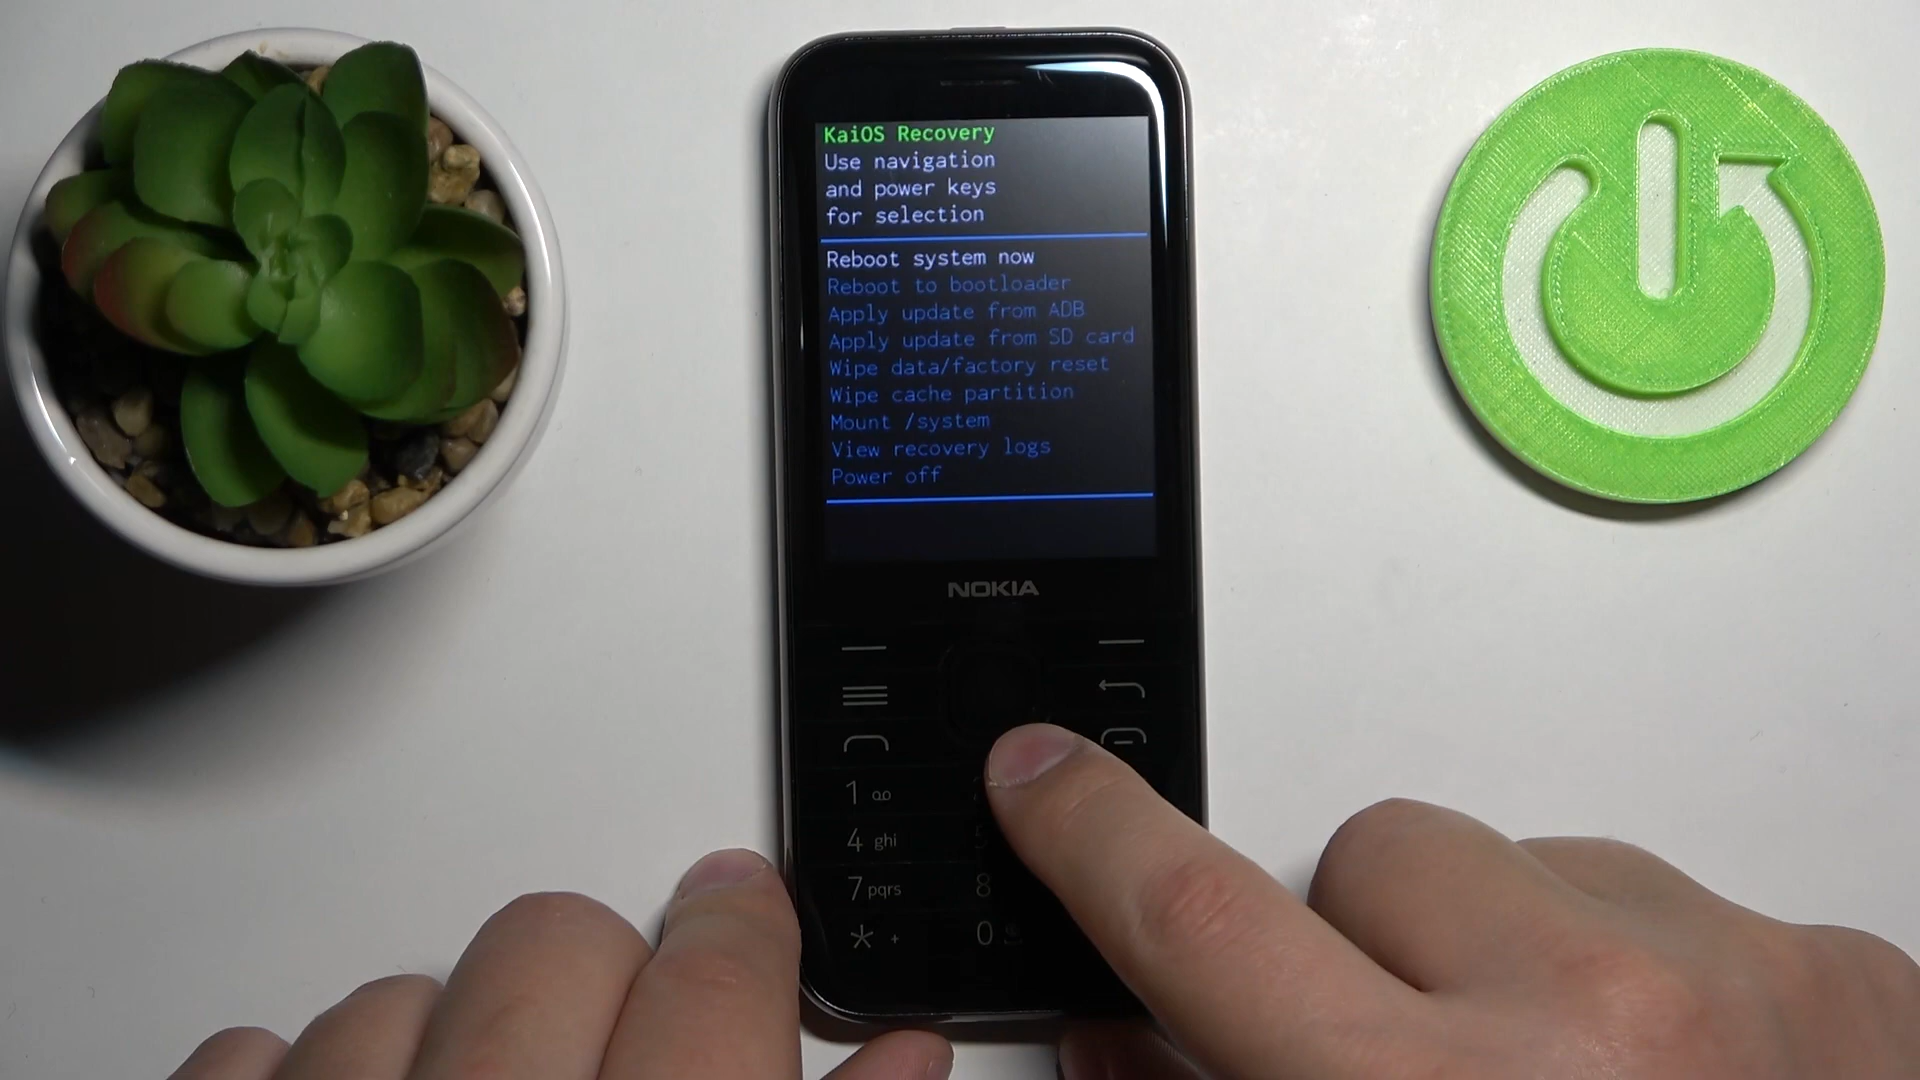 KaiOS Recovery
Use navigation
and power keys
for selection
Reboot system now
Reboot to bootloader
Apply update from ADB
Apply update from SD card
Wipe data/factory reset
Wipe cache partition
Mount /system
View recovery logs
Power off
NOKIA
1
4 ghi
7 pqrs 8
* + 0